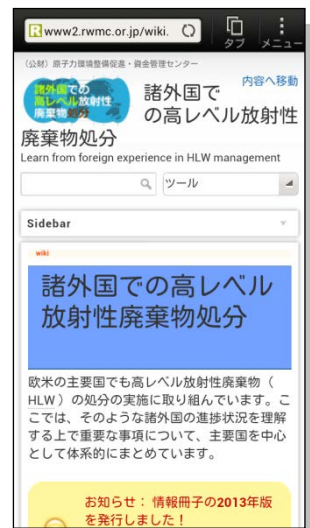 www2.rwmc.or.jp/wiki.
タブ
メニュー
(公財)原子力環境整備促進・資金管理センター
内容へ移動
諸外国での
高レベル放射性
廃棄物処分
諸外国で
の高レベル放射性
廃棄物処分
Learn from foreign experience in HLW management
ツール
Sidebar
wiki
諸外国での高レベル
放射性廃棄物処分
欧米の主要国でも高レベル放射性廃棄物(
HLW)の処分の実施に取り組んでいます。こ
こでは、そのような諸外国の進捗状況を理解
する上で重要な事項について、主要国を中心
として体系的にまとめています。
お知らせ: 情報冊子の2013年版
を発行しました!